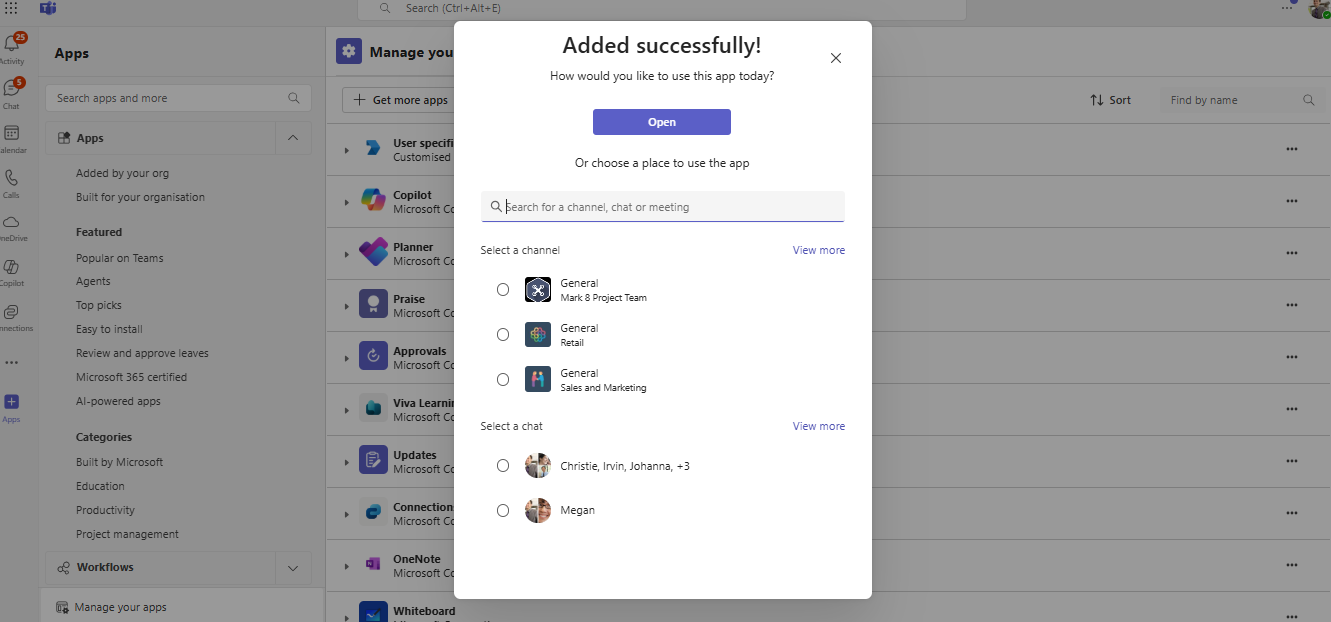 Search (Ctrl+Alt+E)
25
Activity
5
Chat
alendar
Calls
neDrive
Copilot
nnections
Apps
Apps
Search apps and more
Apps
Added by your org
Built for your organisation
Featured
Popular on Teams
Agents
Top picks
Easy to install
Review and approve leaves
Microsoft 365 certified
AI-powered apps
Categories
Built by Microsoft
Education
Productivity
Project management
Workflows
Manage your apps
Manage you
Get more apps
Sort
Find by name
User specifi
Customised
Copilot
Microsoft Co
Planner
Microsoft Co
Praise
Microsoft Co
Approvals
Microsoft Co
Viva Learnin
Microsoft Co
Updates
Microsoft Co
Connection
Microsoft Co
OneNote
Microsoft Co
Whiteboard
Added successfully!
How would you like to use this app today?
Open
Or choose a place to use the app
Search for a channel, chat or meeting
Select a channel
View more
General
Mark 8 Project Team
General
Retail
General
Sales and Marketing
Select a chat
View more
Christie, Irvin, Johanna, +3
Megan